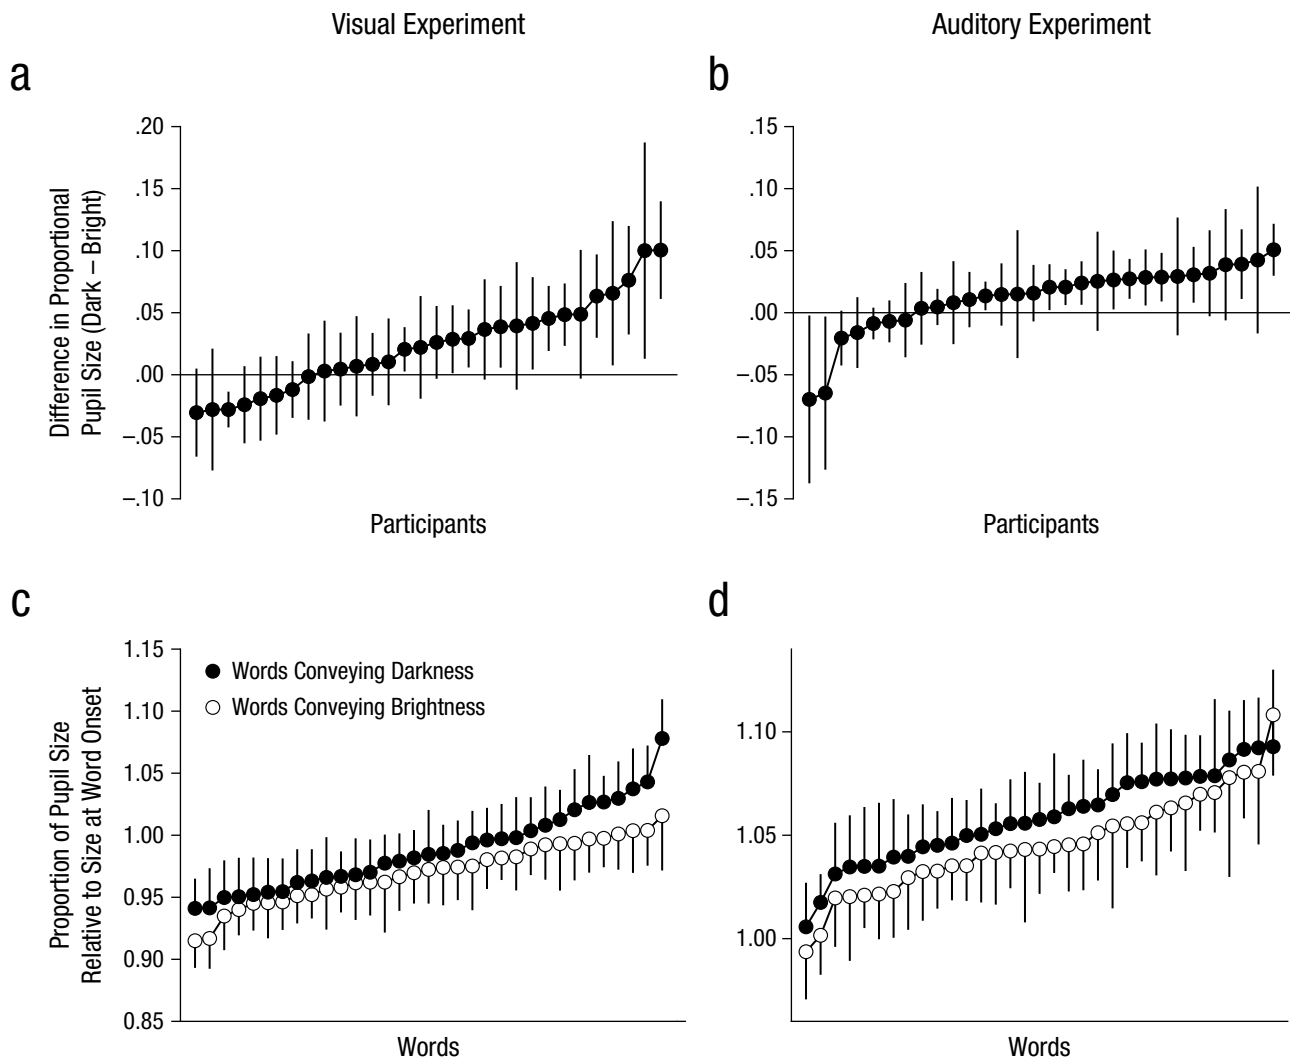 Visual Experiment
Auditory Experiment
a
b
Difference in Proportional
Pupil Size (Dark – Bright)
.20
.15
.10
.05
.00
–.05
–.10
Participants
.15
.10
.05
.00
–.05
–.10
–.15
Participants
c
d
Proportion of Pupil Size
Relative to Size at Word Onset
1.15
1.10
1.05
1.00
0.95
0.90
0.85
Words Conveying Darkness
Words Conveying Brightness
Words
1.10
1.05
1.00
Words